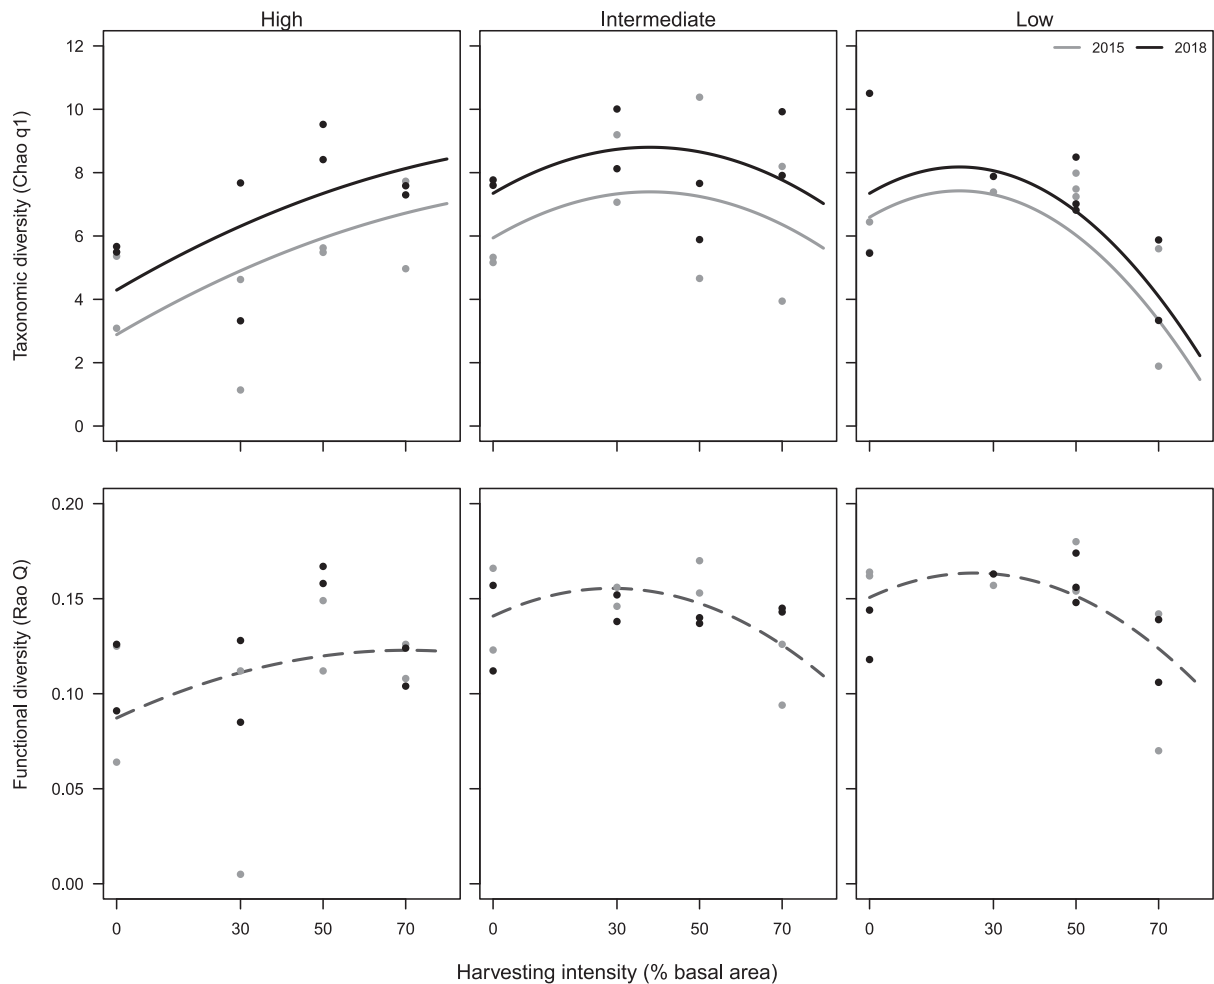 High Intermediate Low
2015 2018
Taxonomic diversity (Chao q1)
12
10
8
6
4
2
0
Functional diversity (Rao Q)
0.20
0.15
0.10
0.05
0.00
0 30 50 70 0 30 50 70 0 30 50 70
Harvesting intensity (% basal area)